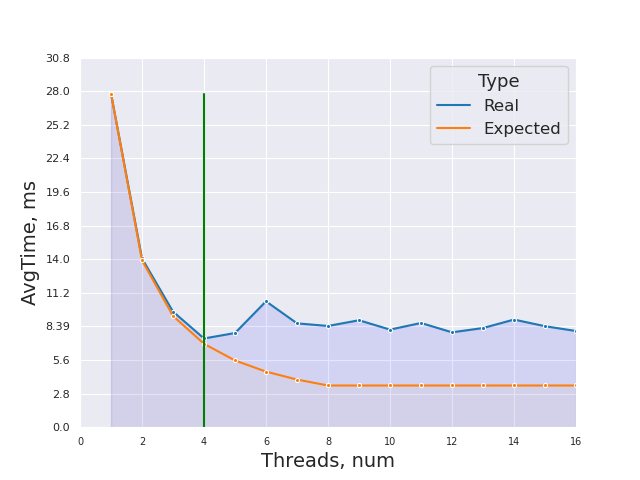 30.8
28.0
25.2
22.4
19.6
16.8
14.0
11.2
8.39
5.6
2.8
0.0
AvgTime, ms
Type
Real
Expected
0 2 4 6 8 10 12 14 16
Threads, num